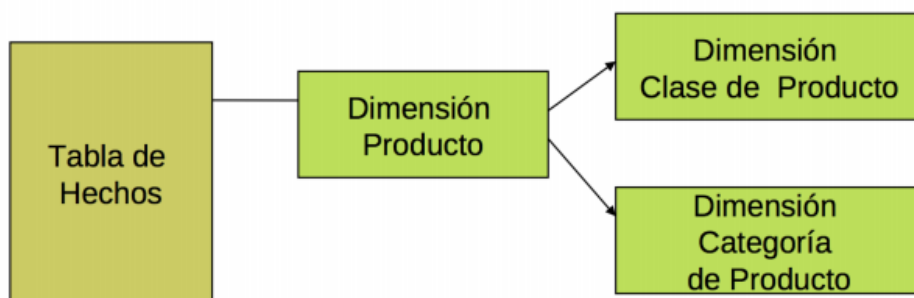 Tabla de
Hechos
Dimensión
Producto
Dimensión
Clase de Producto
Dimensión
Categoría
de Producto